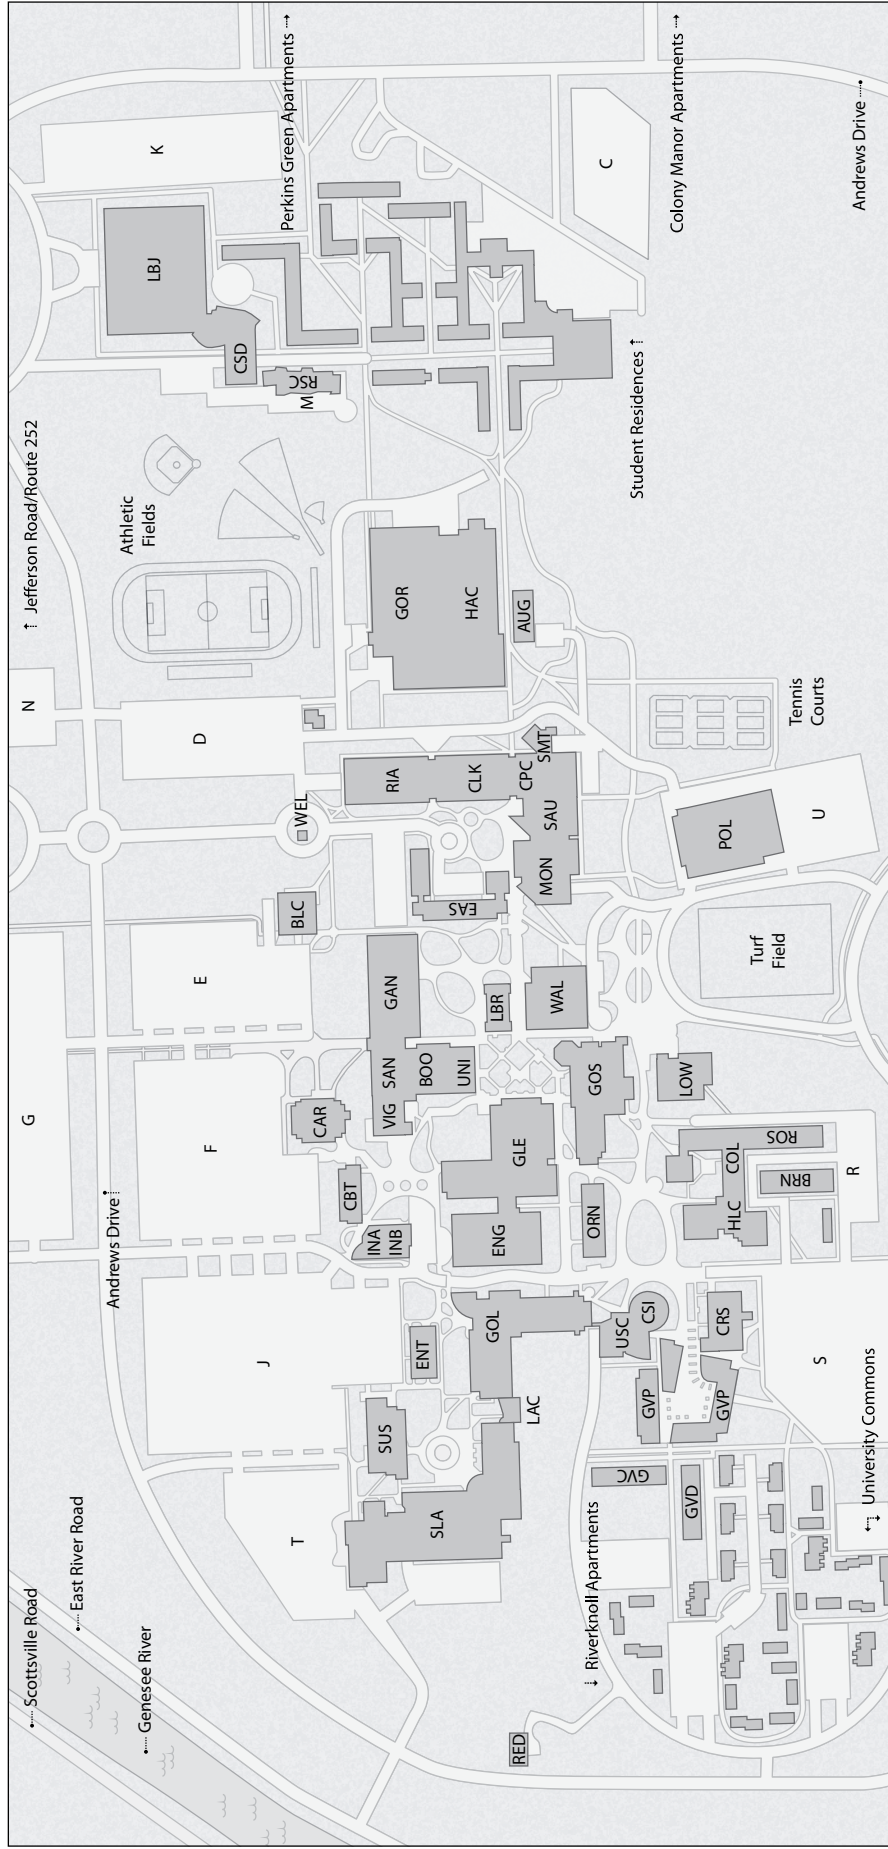 Scottsville Road
East River Road
Genesee River
Andrews Drive
Jefferson Road/Route 252
G
N
T
J
F
E
D
Athletic
Fields
K
LBJ
CSD
RSC
M
Perkins Green Apartments
WEL
BLC
CAR
CBT
INA
INB
SUS
ENT
SLA
LAC
GOL
ENG
GLE
VIG
SAN
GAN
BOO
UNI
LBR
EAS
RIA
CLK
CPC
SMT
SAU
MON
WAL
GOR
HAC
AUG
RED
Riverknoll Apartments
GVC
GVD
GVP
GVP
USC
CSI
CRS
ORN
GOS
LOW
COL
ROS
HLC
BRN
R
S
University Commons
Turf
Field
POL
U
Tennis
Courts
Student Residences
C
Colony Manor Apartments
Andrews Drive